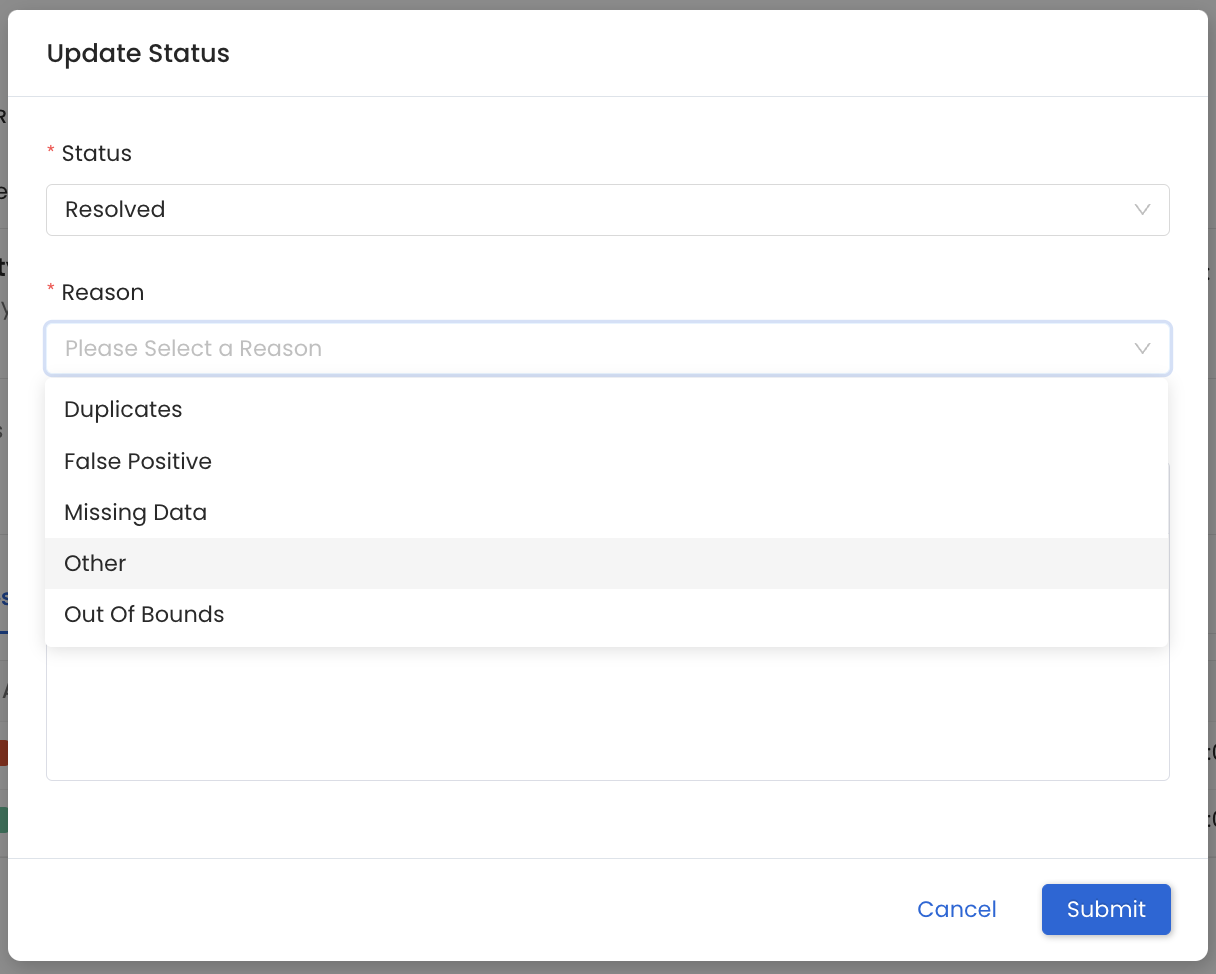 Update Status
* Status
Resolved
* Reason
Please Select a Reason
Duplicates
False Positive
Missing Data
Other
Out Of Bounds
Cancel
Submit